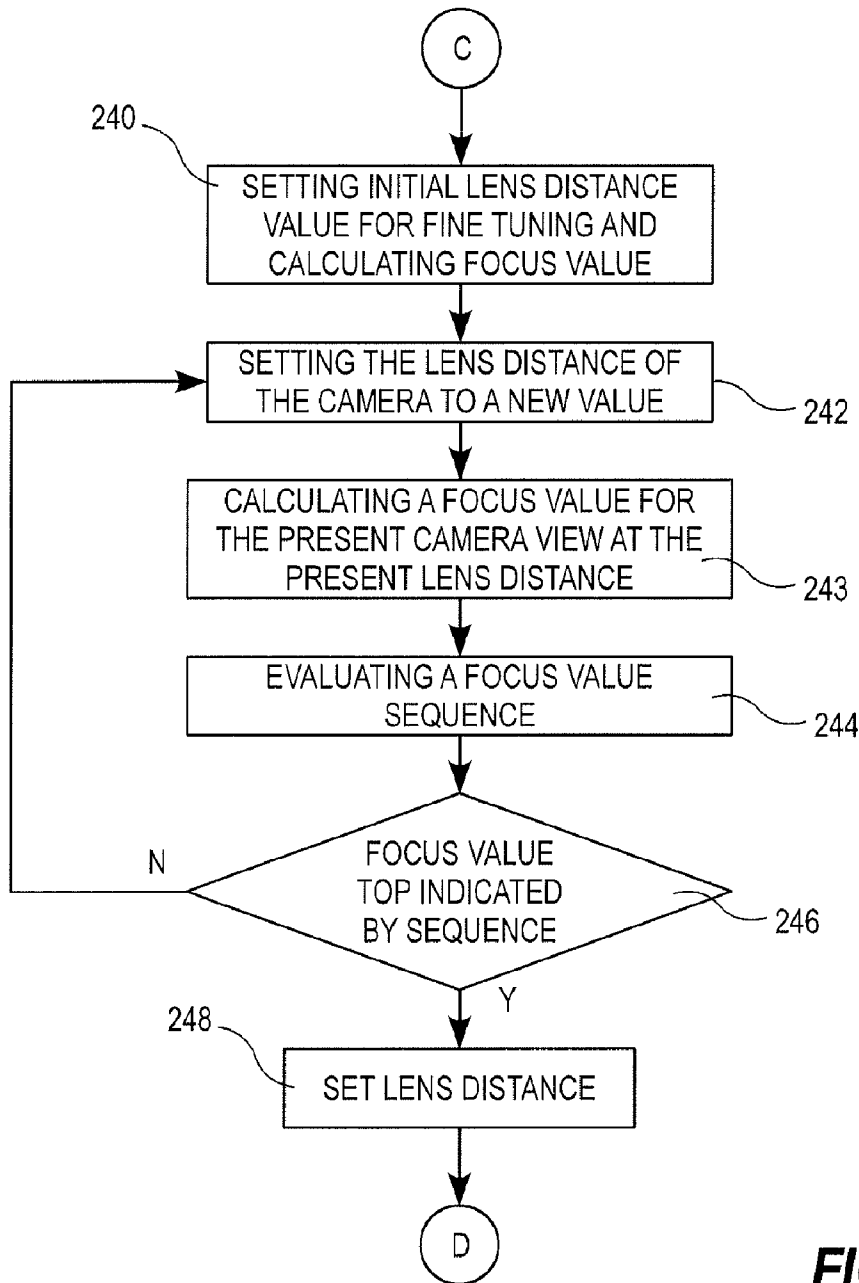 C
240
SETTING INITIAL LENS DISTANCE
VALUE FOR FINE TUNING AND
CALCULATING FOCUS VALUE
SETTING THE LENS DISTANCE OF
THE CAMERA TO A NEW VALUE
242
CALCULATING A FOCUS VALUE FOR
THE PRESENT CAMERA VIEW AT THE
PRESENT LENS DISTANCE
243
EVALUATING A FOCUS VALUE
SEQUENCE
244
N
FOCUS VALUE
TOP INDICATED
BY SEQUENCE
246
Y
248
SET LENS DISTANCE
D